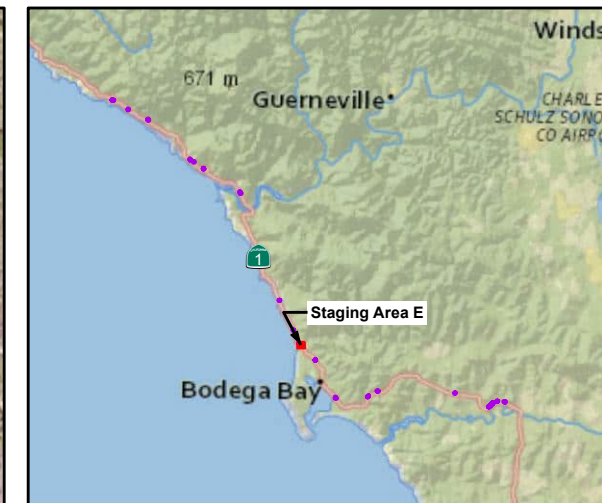 Winds
671 m
Guerneville
CHARLE
SCHULZ SONO
CO AIRPO
1
Staging Area E
Bodega Bay